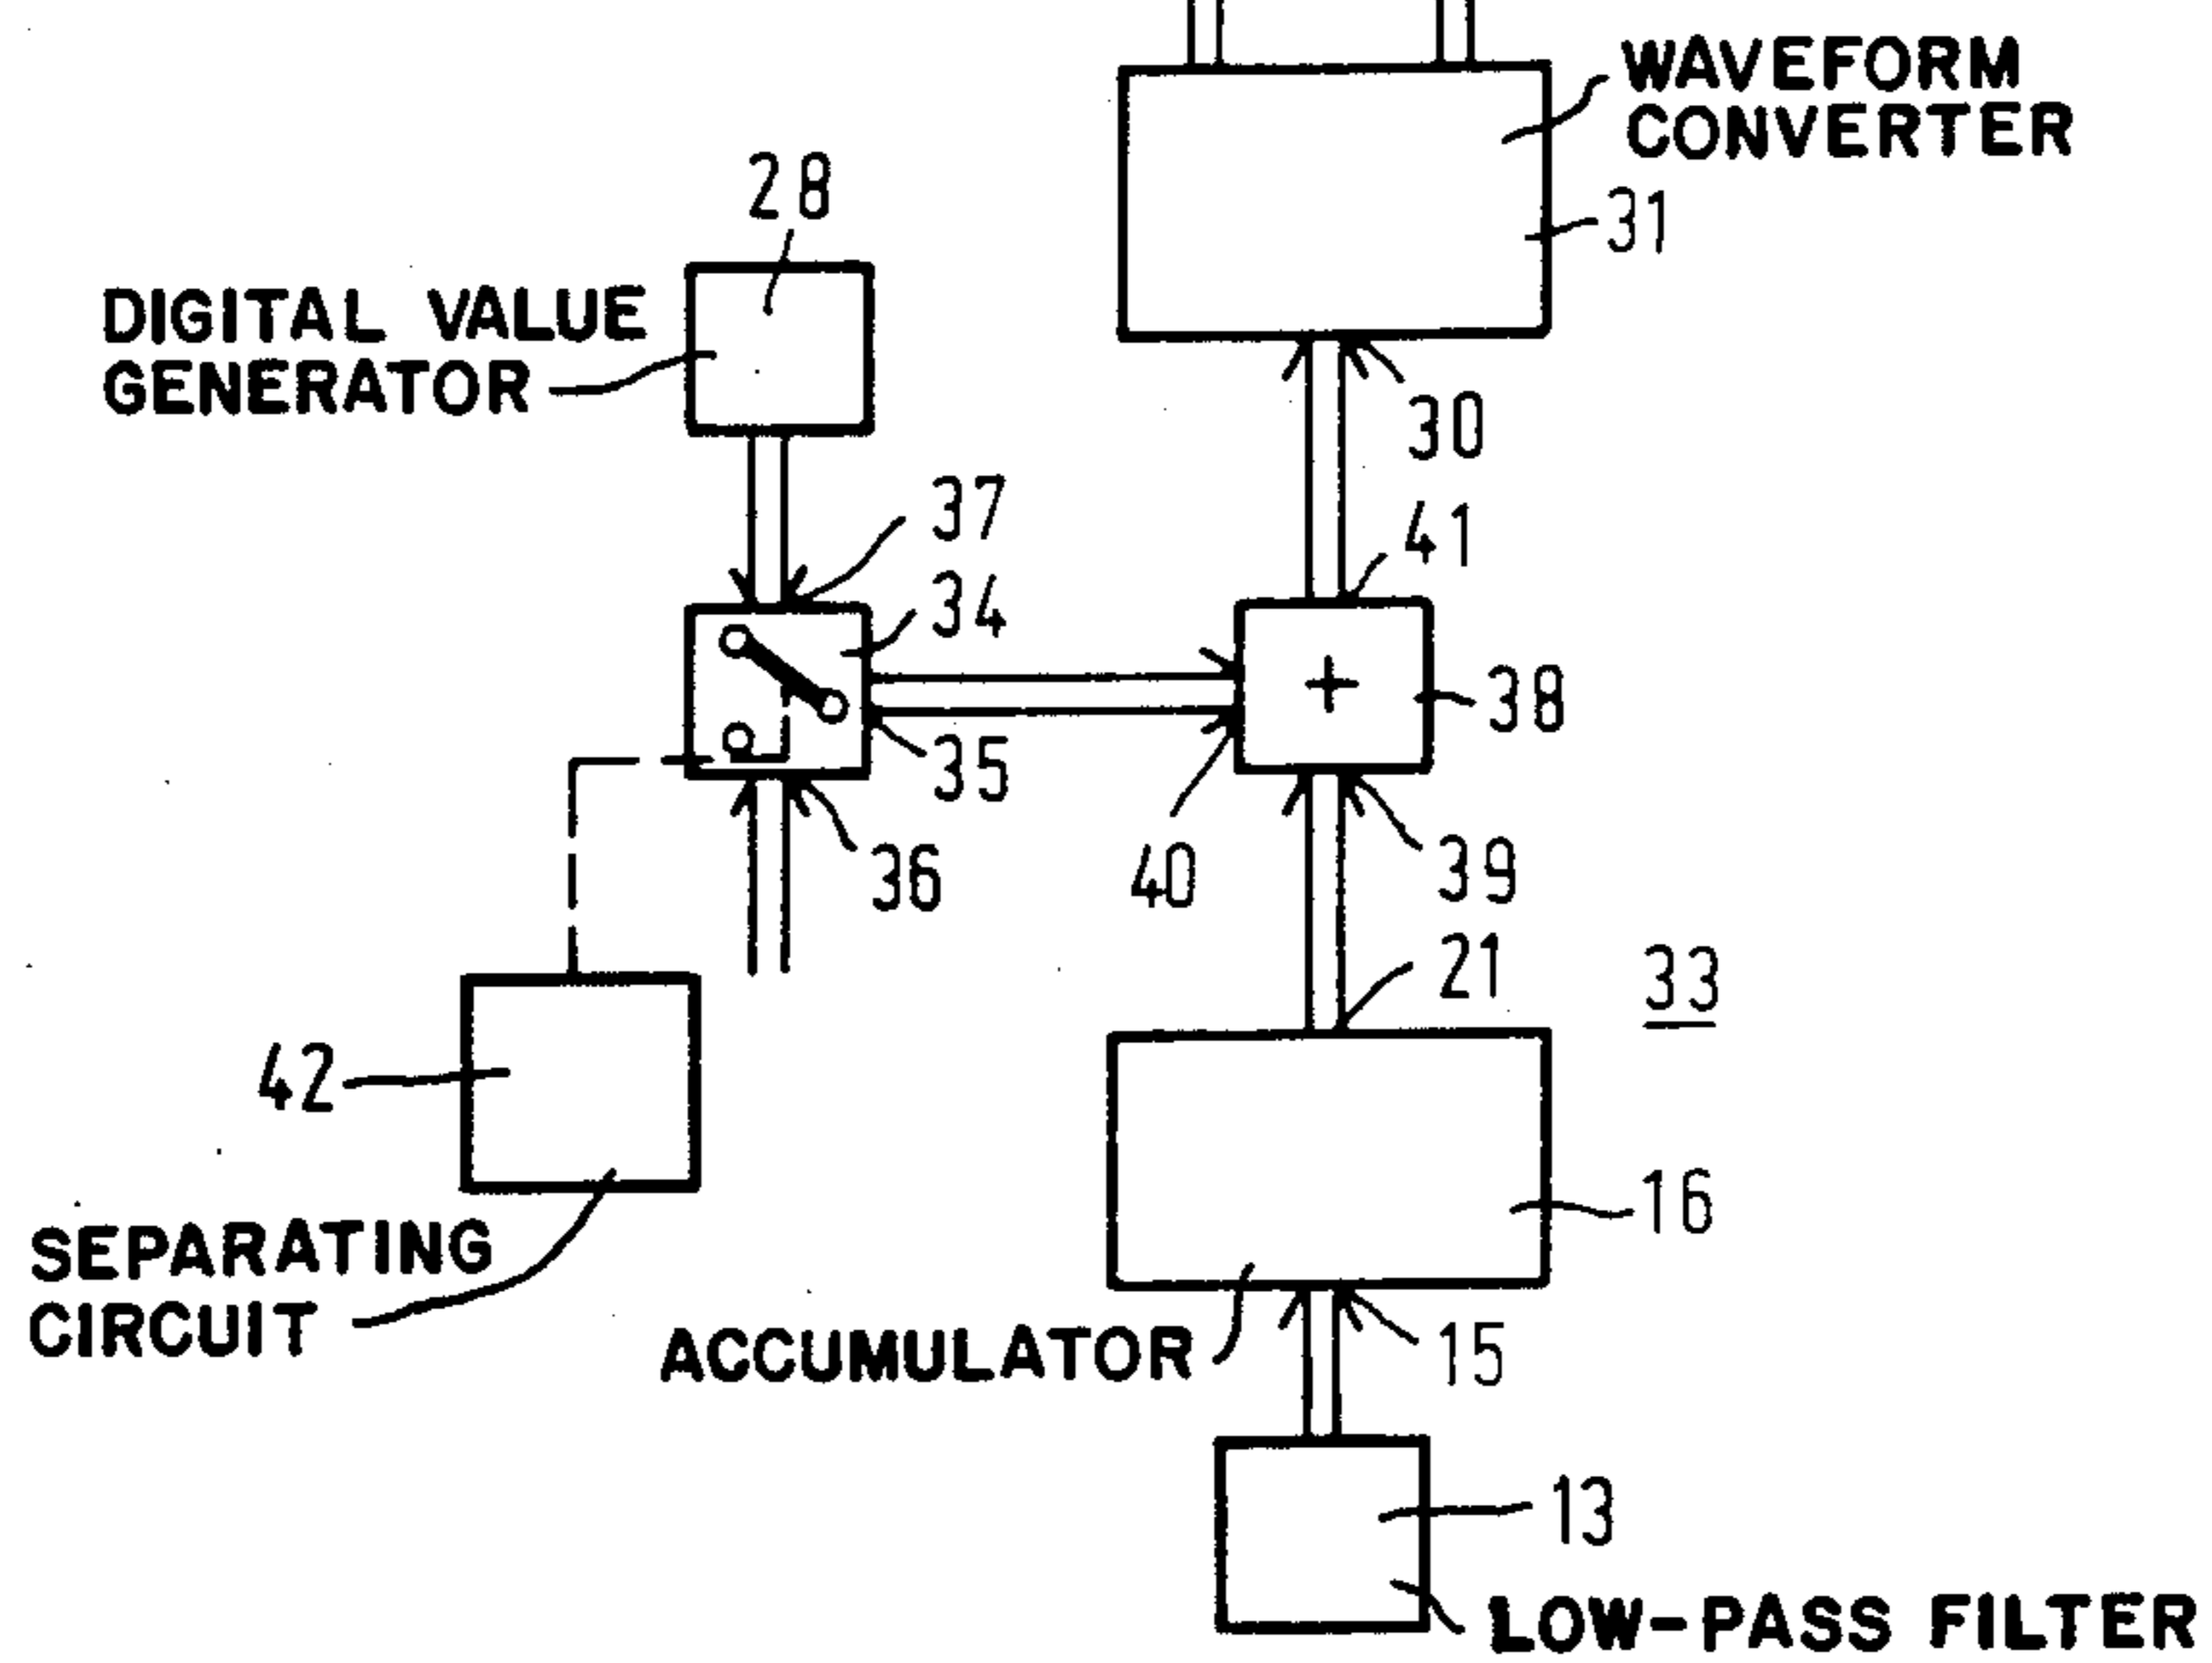 WAVEFORM
CONVERTER
31
28
DIGITAL VALUE
GENERATOR
30
37
41
34
+
38
35
36
40
39
21
33
42
16
SEPARATING
CIRCUIT
ACCUMULATOR
15
13
LOW-PASS FILTER